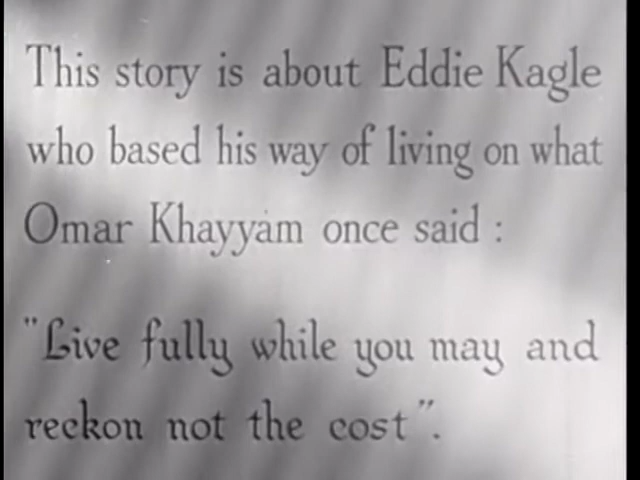 This story is about Eddie Kagle
who based his way of living on what
Omar Khayyam once said :
"Live fully while you may and
reckon not the cost".